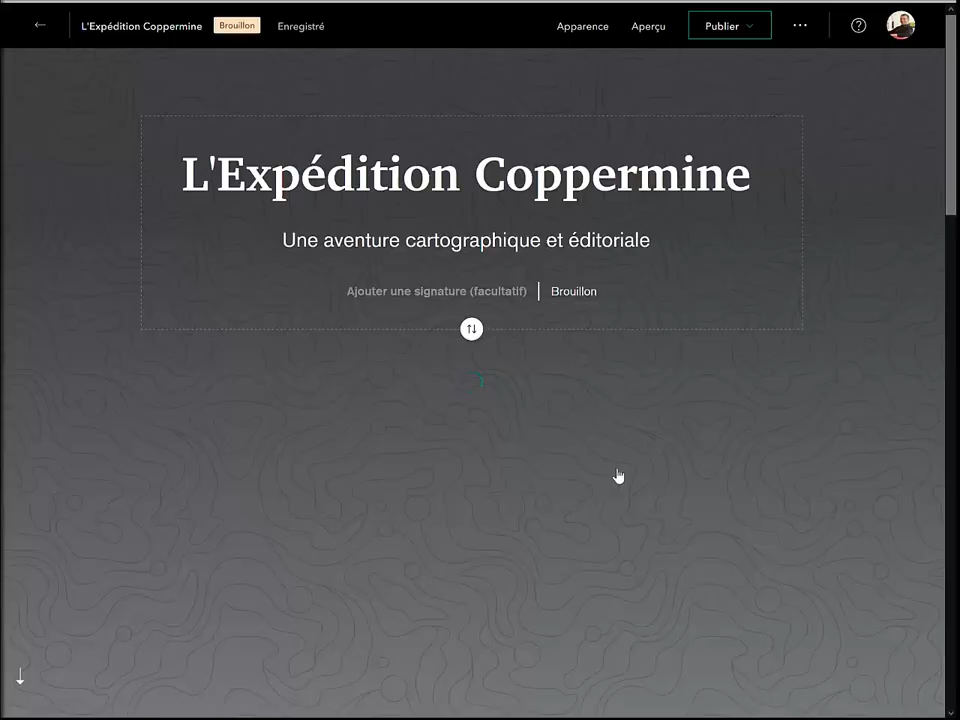 L'Expédition Coppermine Brouillon Enregistré Apparence Aperçu Publier
L'Expédition Coppermine
Une aventure cartographique et éditoriale
Ajouter une signature (facultatif) | Brouillon